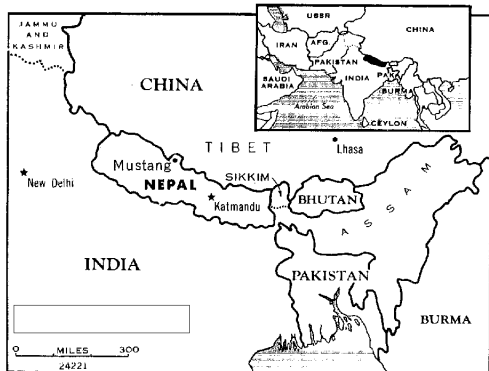 JAMMU
AND
KASHMIR
CHINA
USSR
CHINA
IRAN
AFG.
PAKISTAN
PAK.
SAUDI
ARABIA
INDIA
BURMA
Arabian Sea
CEYLON
TIBET
Lhasa
Mustang
NEPAL
SIKKIM
New Delhi
Katmandu
BHUTAN
ASSAM
INDIA
PAKISTAN
BURMA
0 MILES 300
24221